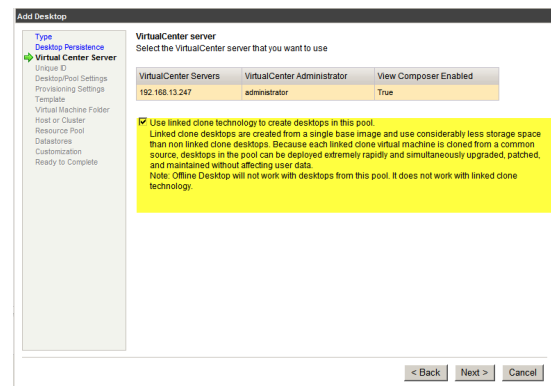 Add Desktop
Type
Desktop Persistence
Virtual Center Server
Unique ID
Desktop/Pool Settings
Provisioning Settings
Template
Virtual Machine Folder
Host or Cluster
Resource Pool
Datastores
Customization
Ready to Complete
VirtualCenter server
Select the VirtualCenter server that you want to use
VirtualCenter Servers VirtualCenter Administrator View Composer Enabled
192.168.13.247 administrator True
Use linked clone technology to create desktops in this pool.
Linked clone desktops are created from a single base image and use considerably less storage space
than non linked clone desktops. Because each linked clone virtual machine is cloned from a common
source, desktops in the pool can be deployed extremely rapidly and simultaneously upgraded, patched,
and maintained without affecting user data.
Note: Offline Desktop will not work with desktops from this pool. It does not work with linked clone
technology.
< Back Next > Cancel